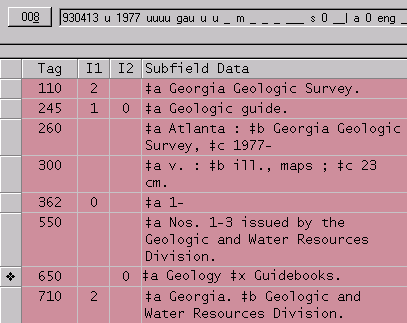 008 930413 u 1977 uuuu gau u u _ m _ _ _ __ s 0 __| a 0 eng _
Tag I1 I2 Subfield Data
110 2 ‡a Georgia Geologic Survey.
245 1 0 ‡a Geologic guide.
260 ‡a Atlanta : ‡b Georgia Geologic
Survey, ‡c 1977-
300 ‡a v. : ‡b ill., maps ; ‡c 23
cm.
362 0 ‡a 1-
550 ‡a Nos. 1-3 issued by the
Geologic and Water Resources
Division.
650 0 ‡a Geology ‡x Guidebooks.
710 2 ‡a Georgia. ‡b Geologic and
Water Resources Division.